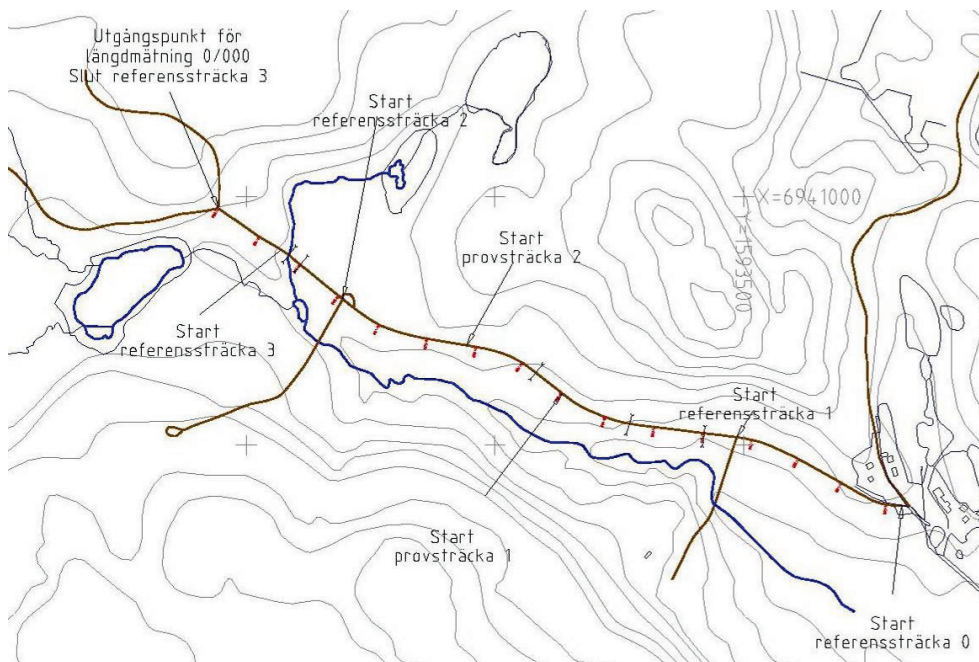 Utgångspunkt för
längdmätning 0/000
Slut referenssträcka 3
Start
referenssträcka 2
X=6941000
Y=1593500
Start
provsträcka 2
Start
referenssträcka 3
Start
referenssträcka 1
Start
provsträcka 1
Start
referenssträcka 0